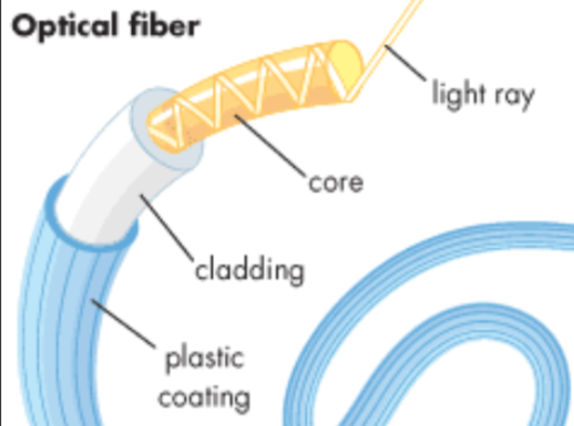 Optical fiber
light ray
core
cladding
plastic
coating